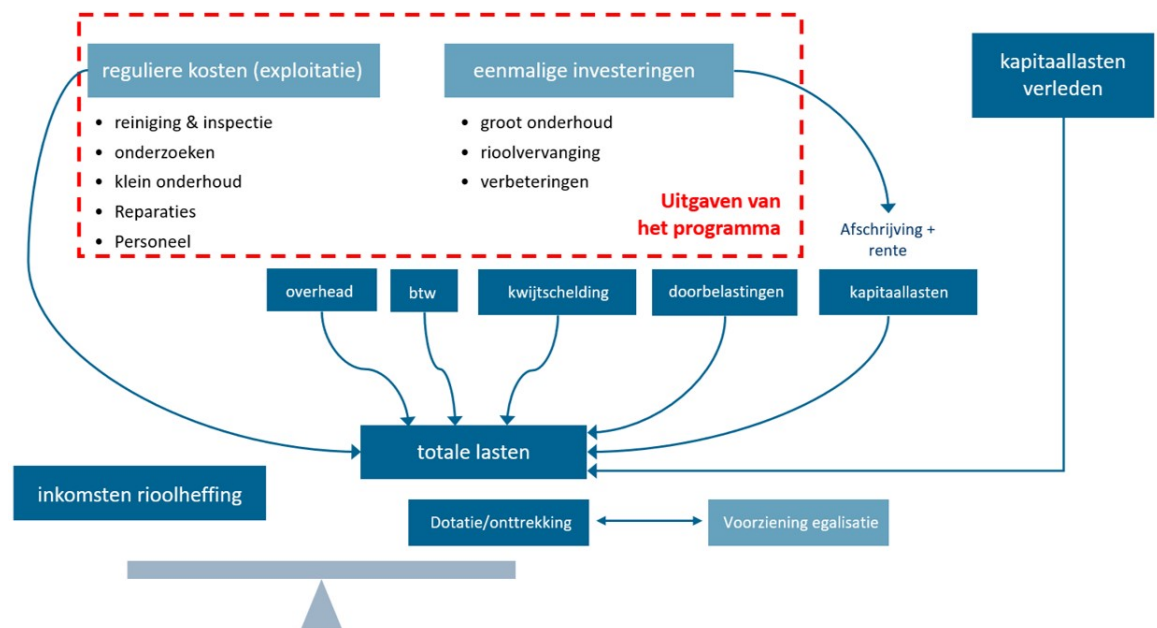 reguliere kosten (exploitatie)
• reiniging & inspectie
• onderzoeken
• klein onderhoud
• Reparaties
• Personeel
eenmalige investeringen
• groot onderhoud
• rioolvervanging
• verbeteringen
Uitgaven van
het programma
kapitaallasten
verleden
Afschrijving +
rente
overhead
btw
kwijtschelding
doorbelastingen
kapitaallasten
totale lasten
inkomsten rioolheffing
Dotatie/onttrekking
Voorziening egalisatie